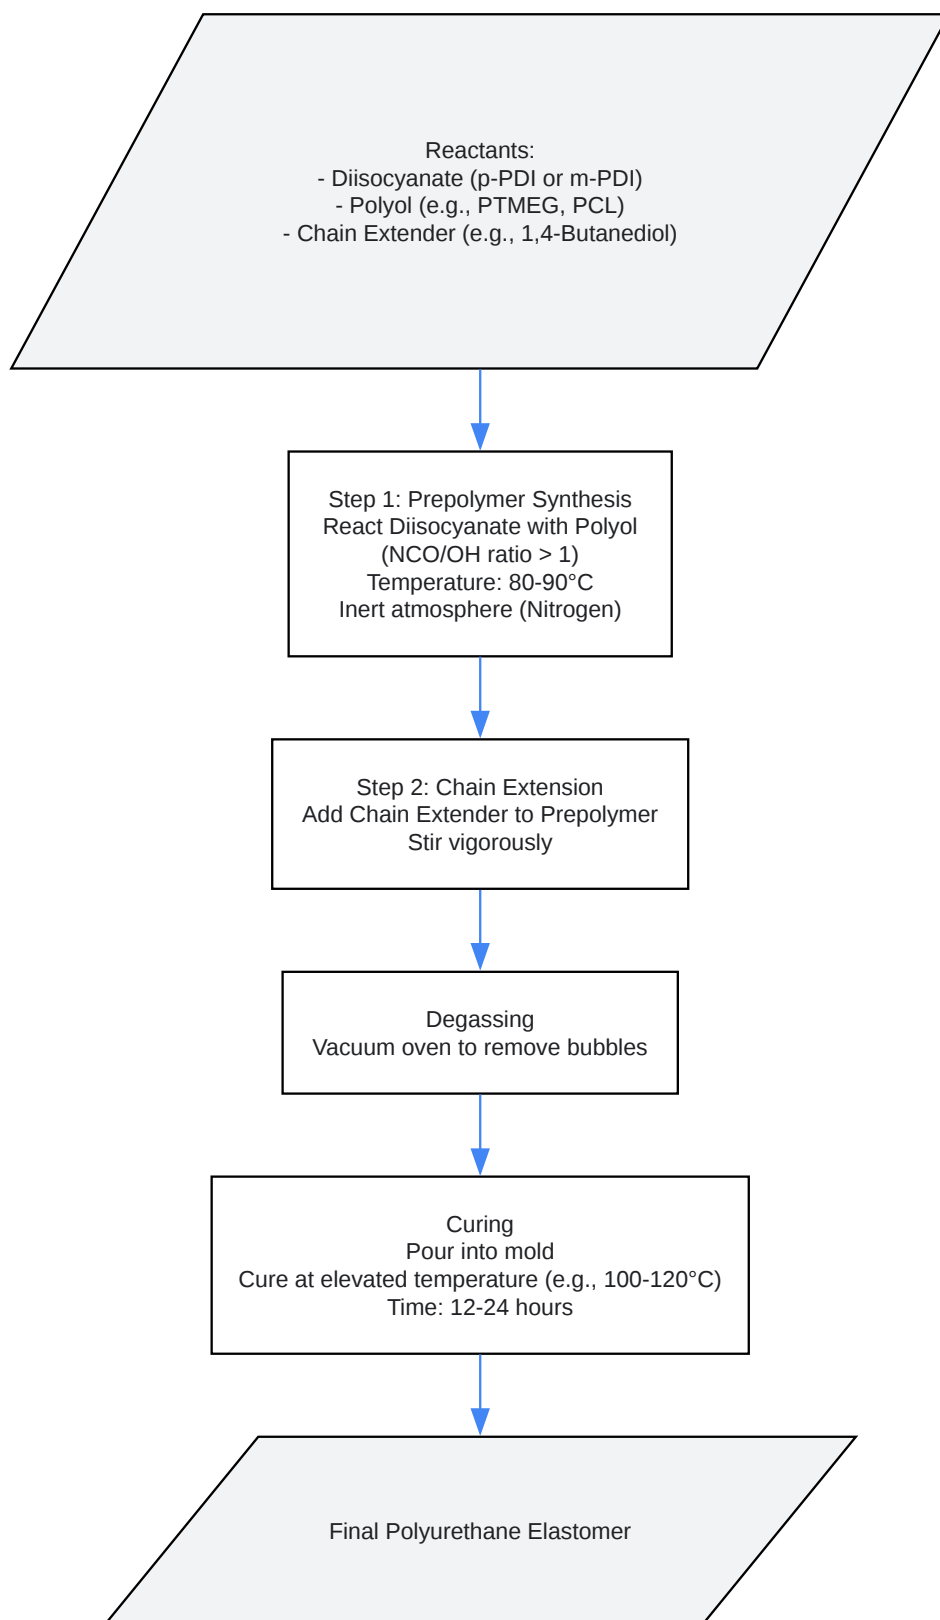 Reactants:
- Diisocyanate (p-PDI or m-PDI)
- Polyol (e.g., PTMEG, PCL)
- Chain Extender (e.g., 1,4-Butanediol)
Step 1: Prepolymer Synthesis
React Diisocyanate with Polyol
(NCO/OH ratio > 1)
Temperature: 80-90°C
Inert atmosphere (Nitrogen)
Step 2: Chain Extension
Add Chain Extender to Prepolymer
Stir vigorously
Degassing
Vacuum oven to remove bubbles
Curing
Pour into mold
Cure at elevated temperature (e.g., 100-120°C)
Time: 12-24 hours
Final Polyurethane Elastomer